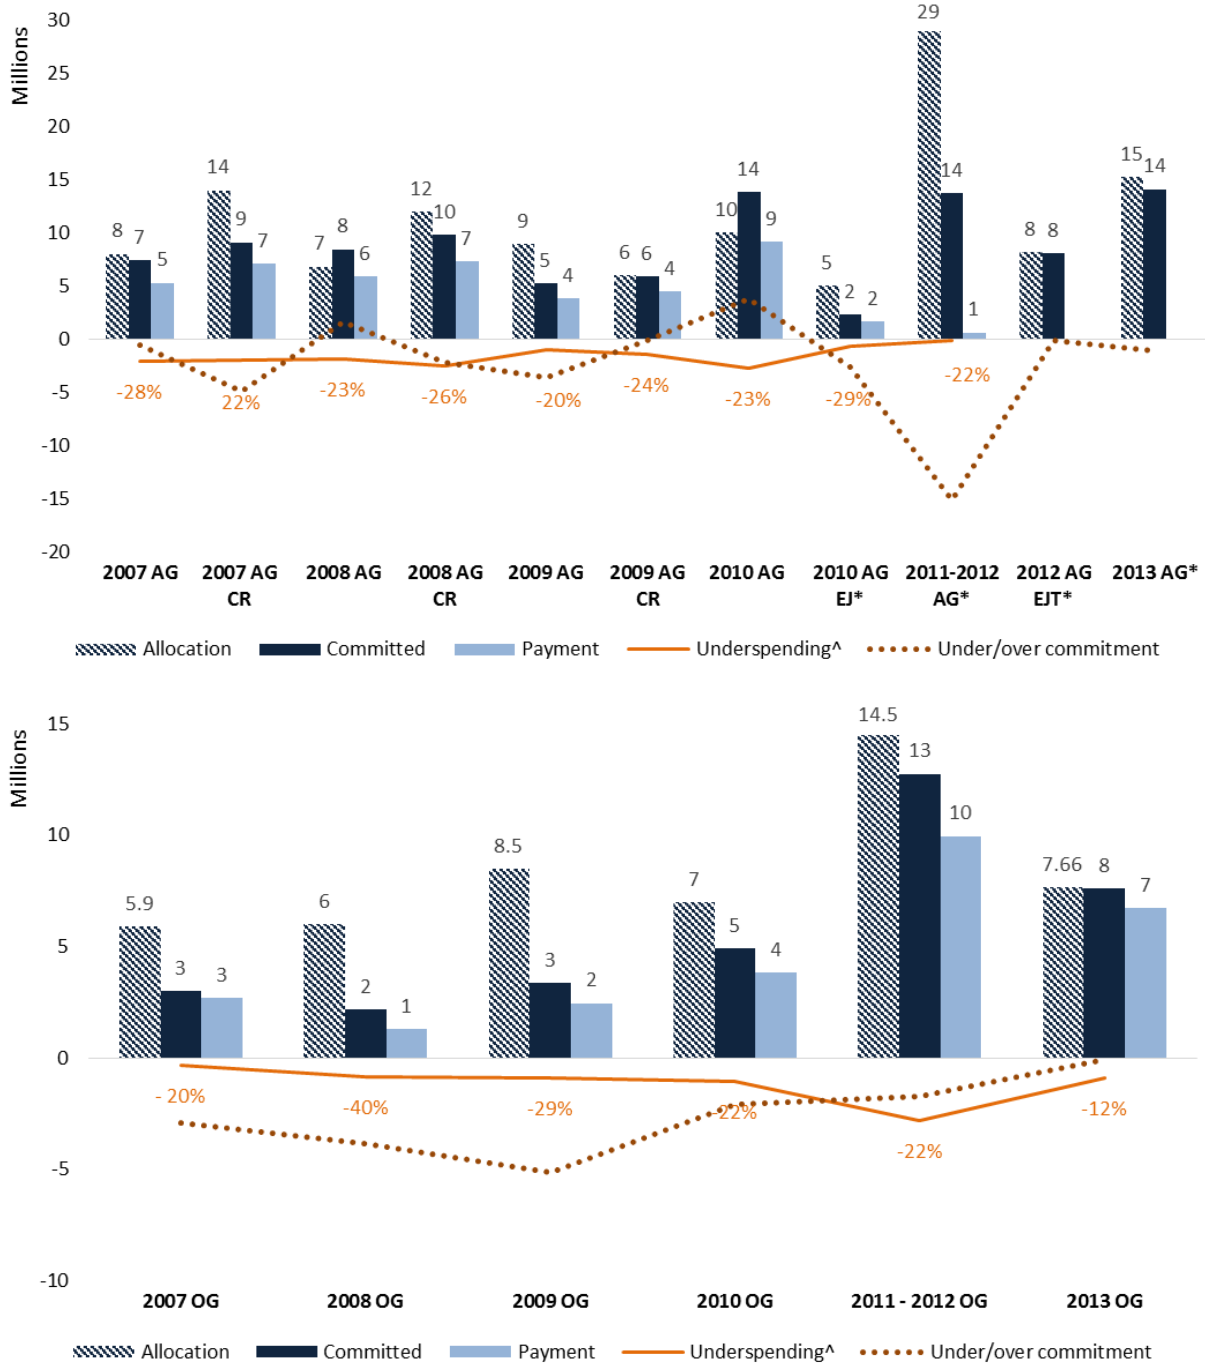 Millions
30
25
20
15
10
5
0
-5
-10
-15
-20
8 7 5
14 9 7
7 8 6
12 10 7
9 5 4
6 6 4
10 14 9
5 2 2
29 14 1
8 8
15 14
-28%
22%
-23%
-26%
-20%
-24%
-23%
-29%
-22%
2007 AG
2007 AG
CR
2008 AG
2008 AG
CR
2009 AG
2009 AG
CR
2010 AG
2010 AG
EJ*
2011-2012
AG*
2012 AG
EJT*
2013 AG*
Allocation Committed Payment Underspending^ Under/over commitment
Millions
15
10
5
0
-5
-10
5.9 3 3
6 2 1
8.5 3 2
7 5 4
14.5 13 10
7.66 8 7
- 20%
-40%
-29%
-22%
-22%
-12%
2007 OG
2008 OG
2009 OG
2010 OG
2011 - 2012 OG
2013 OG
Allocation Committed Payment Underspending^ Under/over commitment